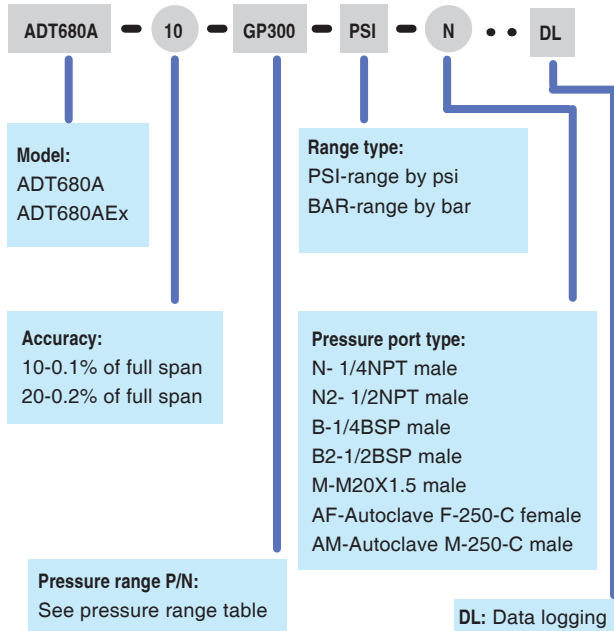 ADT680A - 10 - GP300 - PSI - N • • DL
Model:
ADT680A
ADT680AEx
Range type:
PSI-range by psi
BAR-range by bar
Accuracy:
10-0.1% of full span
20-0.2% of full span
Pressure port type:
N- 1/4NPT male
N2- 1/2NPT male
B-1/4BSP male
B2-1/2BSP male
M-M20X1.5 male
AF-Autoclave F-250-C female
AM-Autoclave M-250-C male
Pressure range P/N:
See pressure range table
DL: Data logging